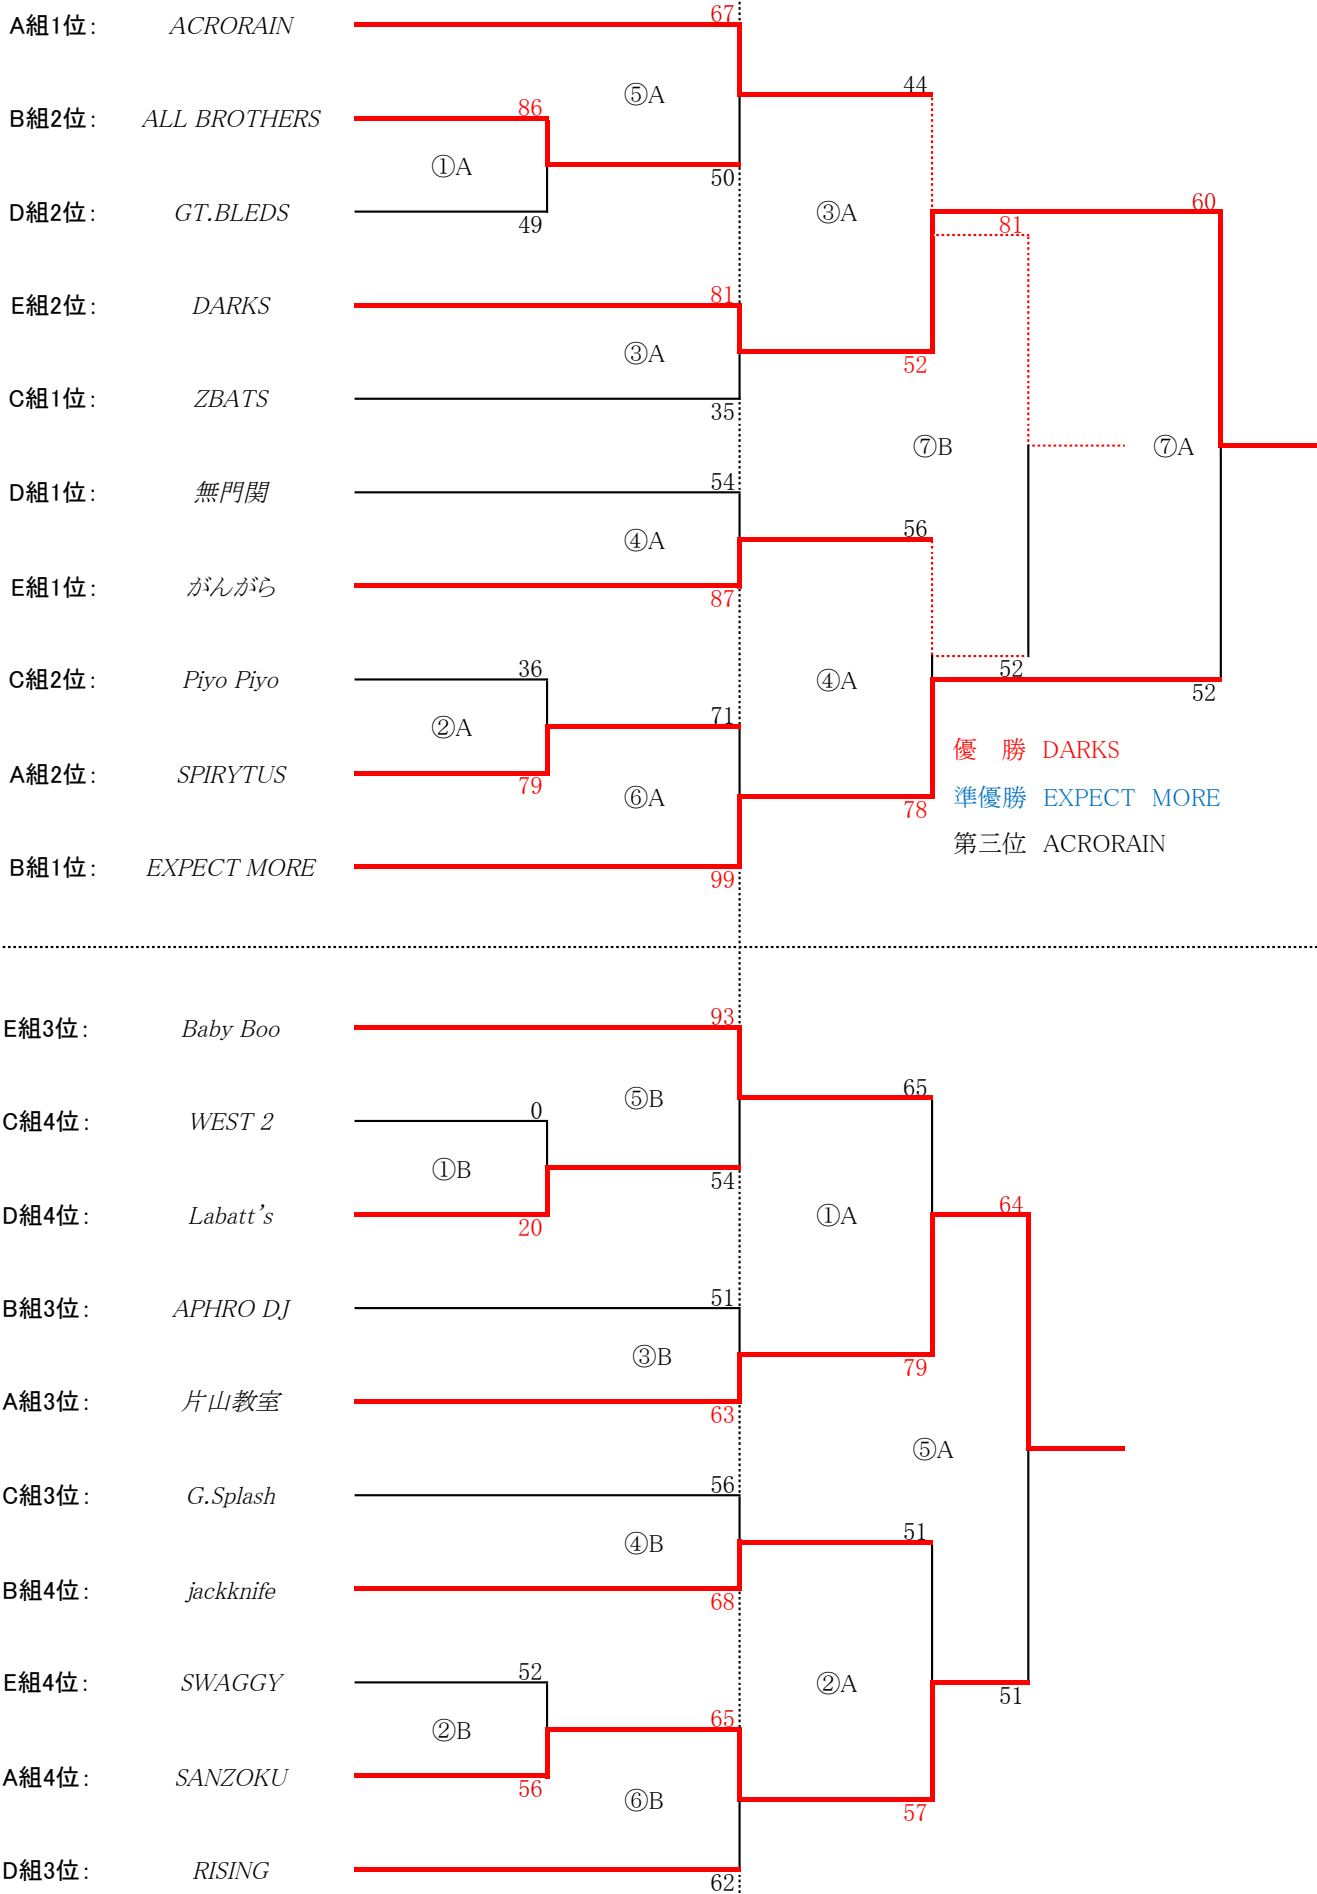 A組1位： ACRORAIN 67
⑤A 44
B組2位： ALL BROTHERS 86
①A 50
D組2位： GT.BLEDS 49 ③A 81 60
E組2位： DARKS 81
③A 52
C組1位： ZBATS 35
⑦B ⑦A
D組1位： 無門関 54
④A 56
E組1位： がんがら 87
C組2位： Piyo Piyo 36 ④A 52 52
②A 71
A組2位： SPIRYTUS 79
⑥A 78
B組1位： EXPECT MORE 99
優　勝 DARKS
準優勝 EXPECT MORE
第三位 ACRORAIN
E組3位： Baby Boo 93
⑤B 65
C組4位： WEST 2 0
①B 54
D組4位： Labatt's 20 ①A 64
B組3位： APHRO DJ 51
③B 79
A組3位： 片山教室 63
⑤A
C組3位： G.Splash 56
④B 51
B組4位： jackknife 68
E組4位： SWAGGY 52 ②A 51
②B 65
A組4位： SANZOKU 56
⑥B 57
D組3位： RISING 62